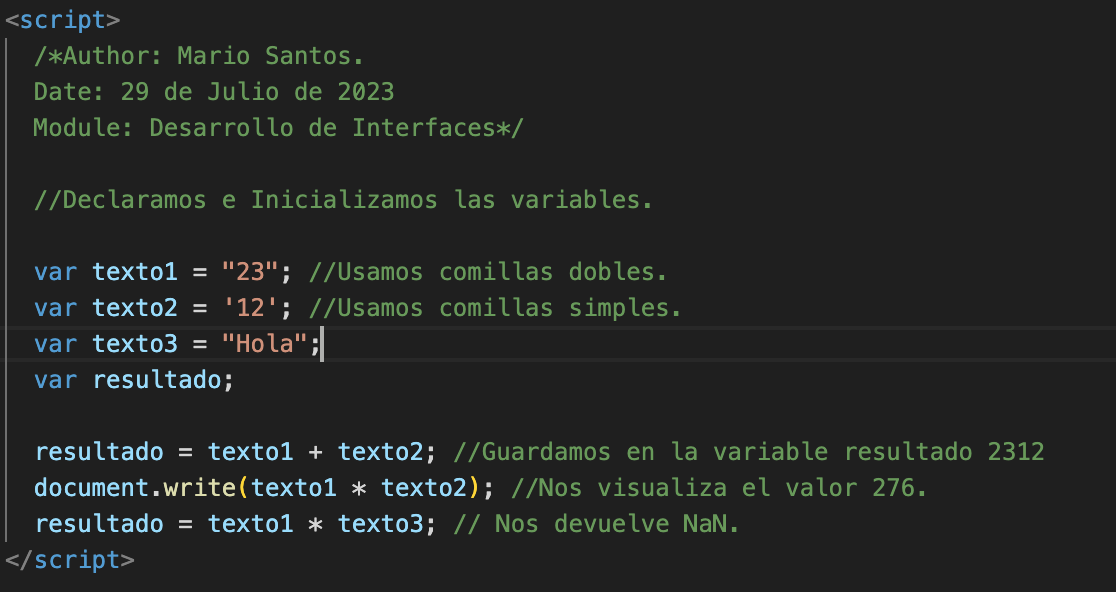 <script>
/*Author: Mario Santos.
Date: 29 de Julio de 2023
Module: Desarrollo de Interfaces*/
//Declaramos e Inicializamos las variables.
var texto1 = "23"; //Usamos comillas dobles.
var texto2 = '12'; //Usamos comillas simples.
var texto3 = "Hola";
var resultado;
resultado = texto1 + texto2; //Guardamos en la variable resultado 2312
document.write(texto1 * texto2); //Nos visualiza el valor 276.
resultado = texto1 * texto3; // Nos devuelve NaN.
</script>